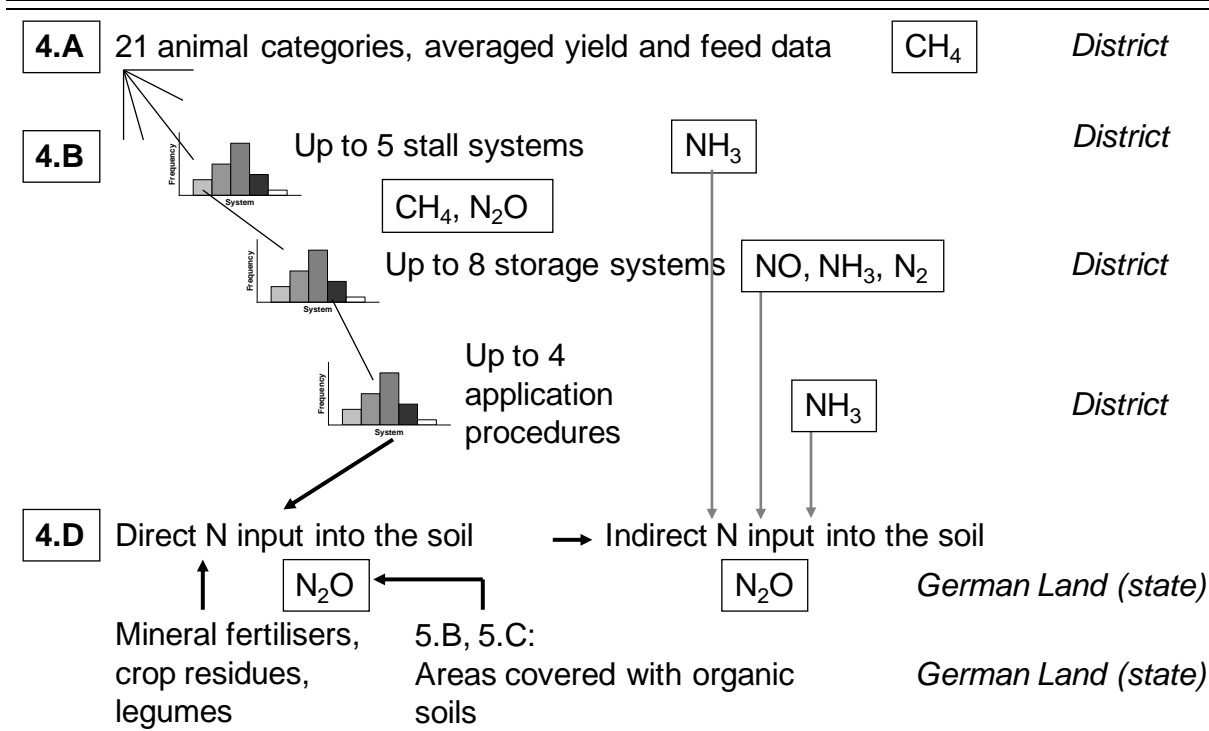 4.A 21 animal categories, averaged yield and feed data CH₄ District
4.B Up to 5 stall systems NH₃ District
Frequency
System
CH₄, N₂O
Up to 8 storage systems NO, NH₃, N₂ District
Frequency
System
Up to 4
application
procedures
NH₃ District
Frequency
System
4.D Direct N input into the soil Indirect N input into the soil
N₂O N₂O German Land (state)
Mineral fertilisers,
crop residues,
legumes
5.B, 5.C:
Areas covered with organic
soils
German Land (state)